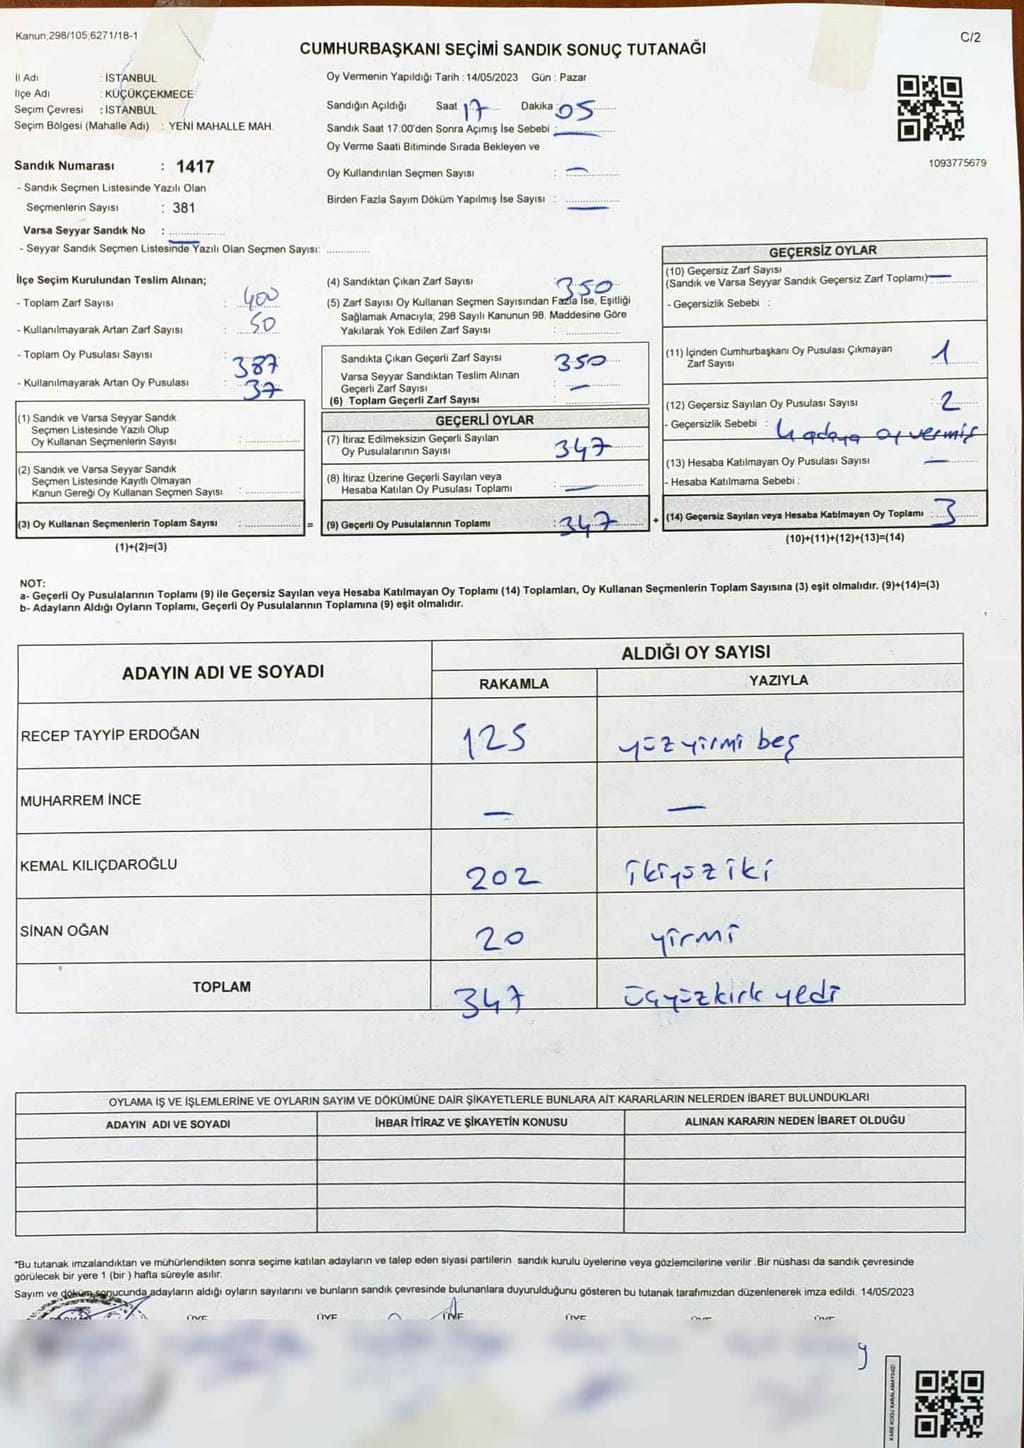 Kanun,298/105,6271/18-1
C/2
CUMHURBAŞKANI SEÇİMİ SANDIK SONUÇ TUTANAĞI
İl Adı : İSTANBUL
İlçe Adı : KÜÇÜKÇEKMECE
Seçim Çevresi : İSTANBUL
Seçim Bölgesi (Mahalle Adı) : YENİ MAHALLE MAH.
Sandık Numarası : 1417
- Sandık Seçmen Listesinde Yazılı Olan
Seçmenlerin Sayısı : 381
Varsa Seyyar Sandık No : —
- Seyyar Sandık Seçmen Listesinde Yazılı Olan Seçmen Sayısı:
Oy Vermenin Yapıldığı Tarih : 14/05/2023 Gün : Pazar
Sandığın Açıldığı Saat 17 Dakika 05
Sandık Saat 17:00'den Sonra Açımış İse Sebebi : —
Oy Verme Saati Bitiminde Sırada Bekleyen ve
Oy Kullandırılan Seçmen Sayısı : —
Birden Fazla Sayım Döküm Yapılmış İse Sayısı : —
1093775679
İlçe Seçim Kurulundan Teslim Alınan;
- Toplam Zarf Sayısı : 400
- Kullanılmayarak Artan Zarf Sayısı : 50
- Toplam Oy Pusulası Sayısı : 387
- Kullanılmayarak Artan Oy Pusulası : 37
(1) Sandık ve Varsa Seyyar Sandık
Seçmen Listesinde Yazılı Olup
Oy Kullanan Seçmenlerin Sayısı :
(2) Sandık ve Varsa Seyyar Sandık
Seçmen Listesinde Kayıtlı Olmayan
Kanun Gereği Oy Kullanan Seçmen Sayısı :
(3) Oy Kullanan Seçmenlerin Toplam Sayısı : =
(1)+(2)=(3)
(4) Sandıktan Çıkan Zarf Sayısı : 350
(5) Zarf Sayısı Oy Kullanan Seçmen Sayısından Fazla İse, Eşitliği
Sağlamak Amacıyla; 298 Sayılı Kanunun 98. Maddesine Göre
Yakılarak Yok Edilen Zarf Sayısı :
Sandıkta Çıkan Geçerli Zarf Sayısı : 350
Varsa Seyyar Sandıktan Teslim Alınan
Geçerli Zarf Sayısı : —
(6) Toplam Geçerli Zarf Sayısı :
GEÇERLİ OYLAR
(7) İtiraz Edilmeksizin Geçerli Sayılan
Oy Pusulalarının Sayısı : 347
(8) İtiraz Üzerine Geçerli Sayılan veya
Hesaba Katılan Oy Pusulası Toplamı : —
(9) Geçerli Oy Pusulalarının Toplamı : 347 +
GEÇERSİZ OYLAR
(10) Geçersiz Zarf Sayısı
(Sandık ve Varsa Seyyar Sandık Geçersiz Zarf Toplamı) —
- Geçersizlik Sebebi :
(11) İçinden Cumhurbaşkanı Oy Pusulası Çıkmayan
Zarf Sayısı : 1
(12) Geçersiz Sayılan Oy Pusulası Sayısı : 2
- Geçersizlik Sebebi : 4 adaya oy vermiş
(13) Hesaba Katılmayan Oy Pusulası Sayısı : —
- Hesaba Katılmama Sebebi :
(14) Geçersiz Sayılan veya Hesaba Katılmayan Oy Toplamı : 3
(10)+(11)+(12)+(13)=(14)
NOT:
a- Geçerli Oy Pusulalarının Toplamı (9) ile Geçersiz Sayılan veya Hesaba Katılmayan Oy Toplamı (14) Toplamları, Oy Kullanan Seçmenlerin Toplam Sayısına (3) eşit olmalıdır. (9)+(14)=(3)
b- Adayların Aldığı Oyların Toplamı, Geçerli Oy Pusulalarının Toplamına (9) eşit olmalıdır.
ADAYIN ADI VE SOYADI ALDIĞI OY SAYISI
RAKAMLA YAZIYLA
RECEP TAYYİP ERDOĞAN 125 yüzyirmi beş
MUHARREM İNCE — —
KEMAL KILIÇDAROĞLU 202 ikiyüziki
SİNAN OĞAN 20 yirmi
TOPLAM 347 üçyüzkırk yedi
OYLAMA İŞ VE İŞLEMLERİNE VE OYLARIN SAYIM VE DÖKÜMÜNE DAİR ŞİKAYETLERLE BUNLARA AİT KARARLARIN NELERDEN İBARET BULUNDUKLARI
ADAYIN ADI VE SOYADI İHBAR İTİRAZ VE ŞİKAYETİN KONUSU ALINAN KARARIN NEDEN İBARET OLDUĞU
*Bu tutanak imzalandıktan ve mühürlendikten sonra seçime katılan adayların ve talep eden siyasi partilerin sandık kurulu üyelerine veya gözlemcilerine verilir .Bir nüshası da sandık çevresinde
görülecek bir yere 1 (bir ) hafta süreyle asılır.
Sayım ve döküm sonucunda adayların aldığı oyların sayılarını ve bunların sandık çevresinde bulunanlara duyurulduğunu gösteren bu tutanak tarafımızdan düzenlenerek imza edildi. 14/05/2023
ÜYE ÜYE ÜYE ÜYE ÜYE ÜYE
KARE KODU KARALAMAYINIZ!